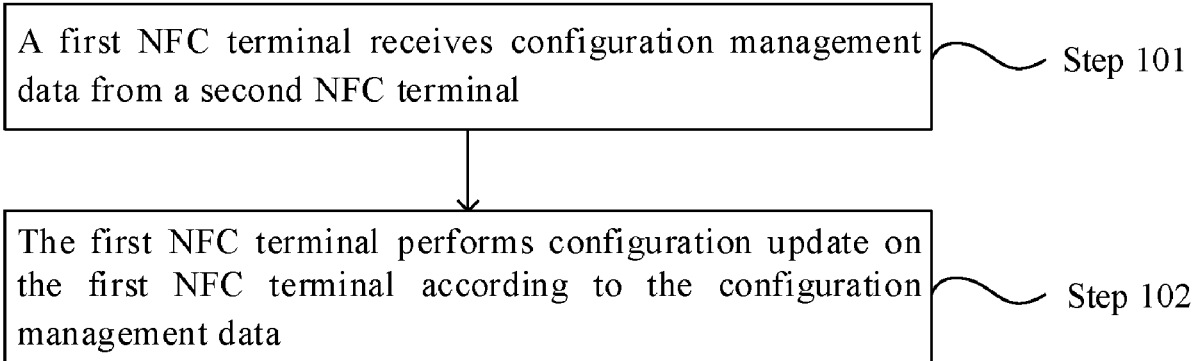 A first NFC terminal receives configuration management
data from a second NFC terminal
Step 101
The first NFC terminal performs configuration update on
the first NFC terminal according to the configuration
management data
Step 102